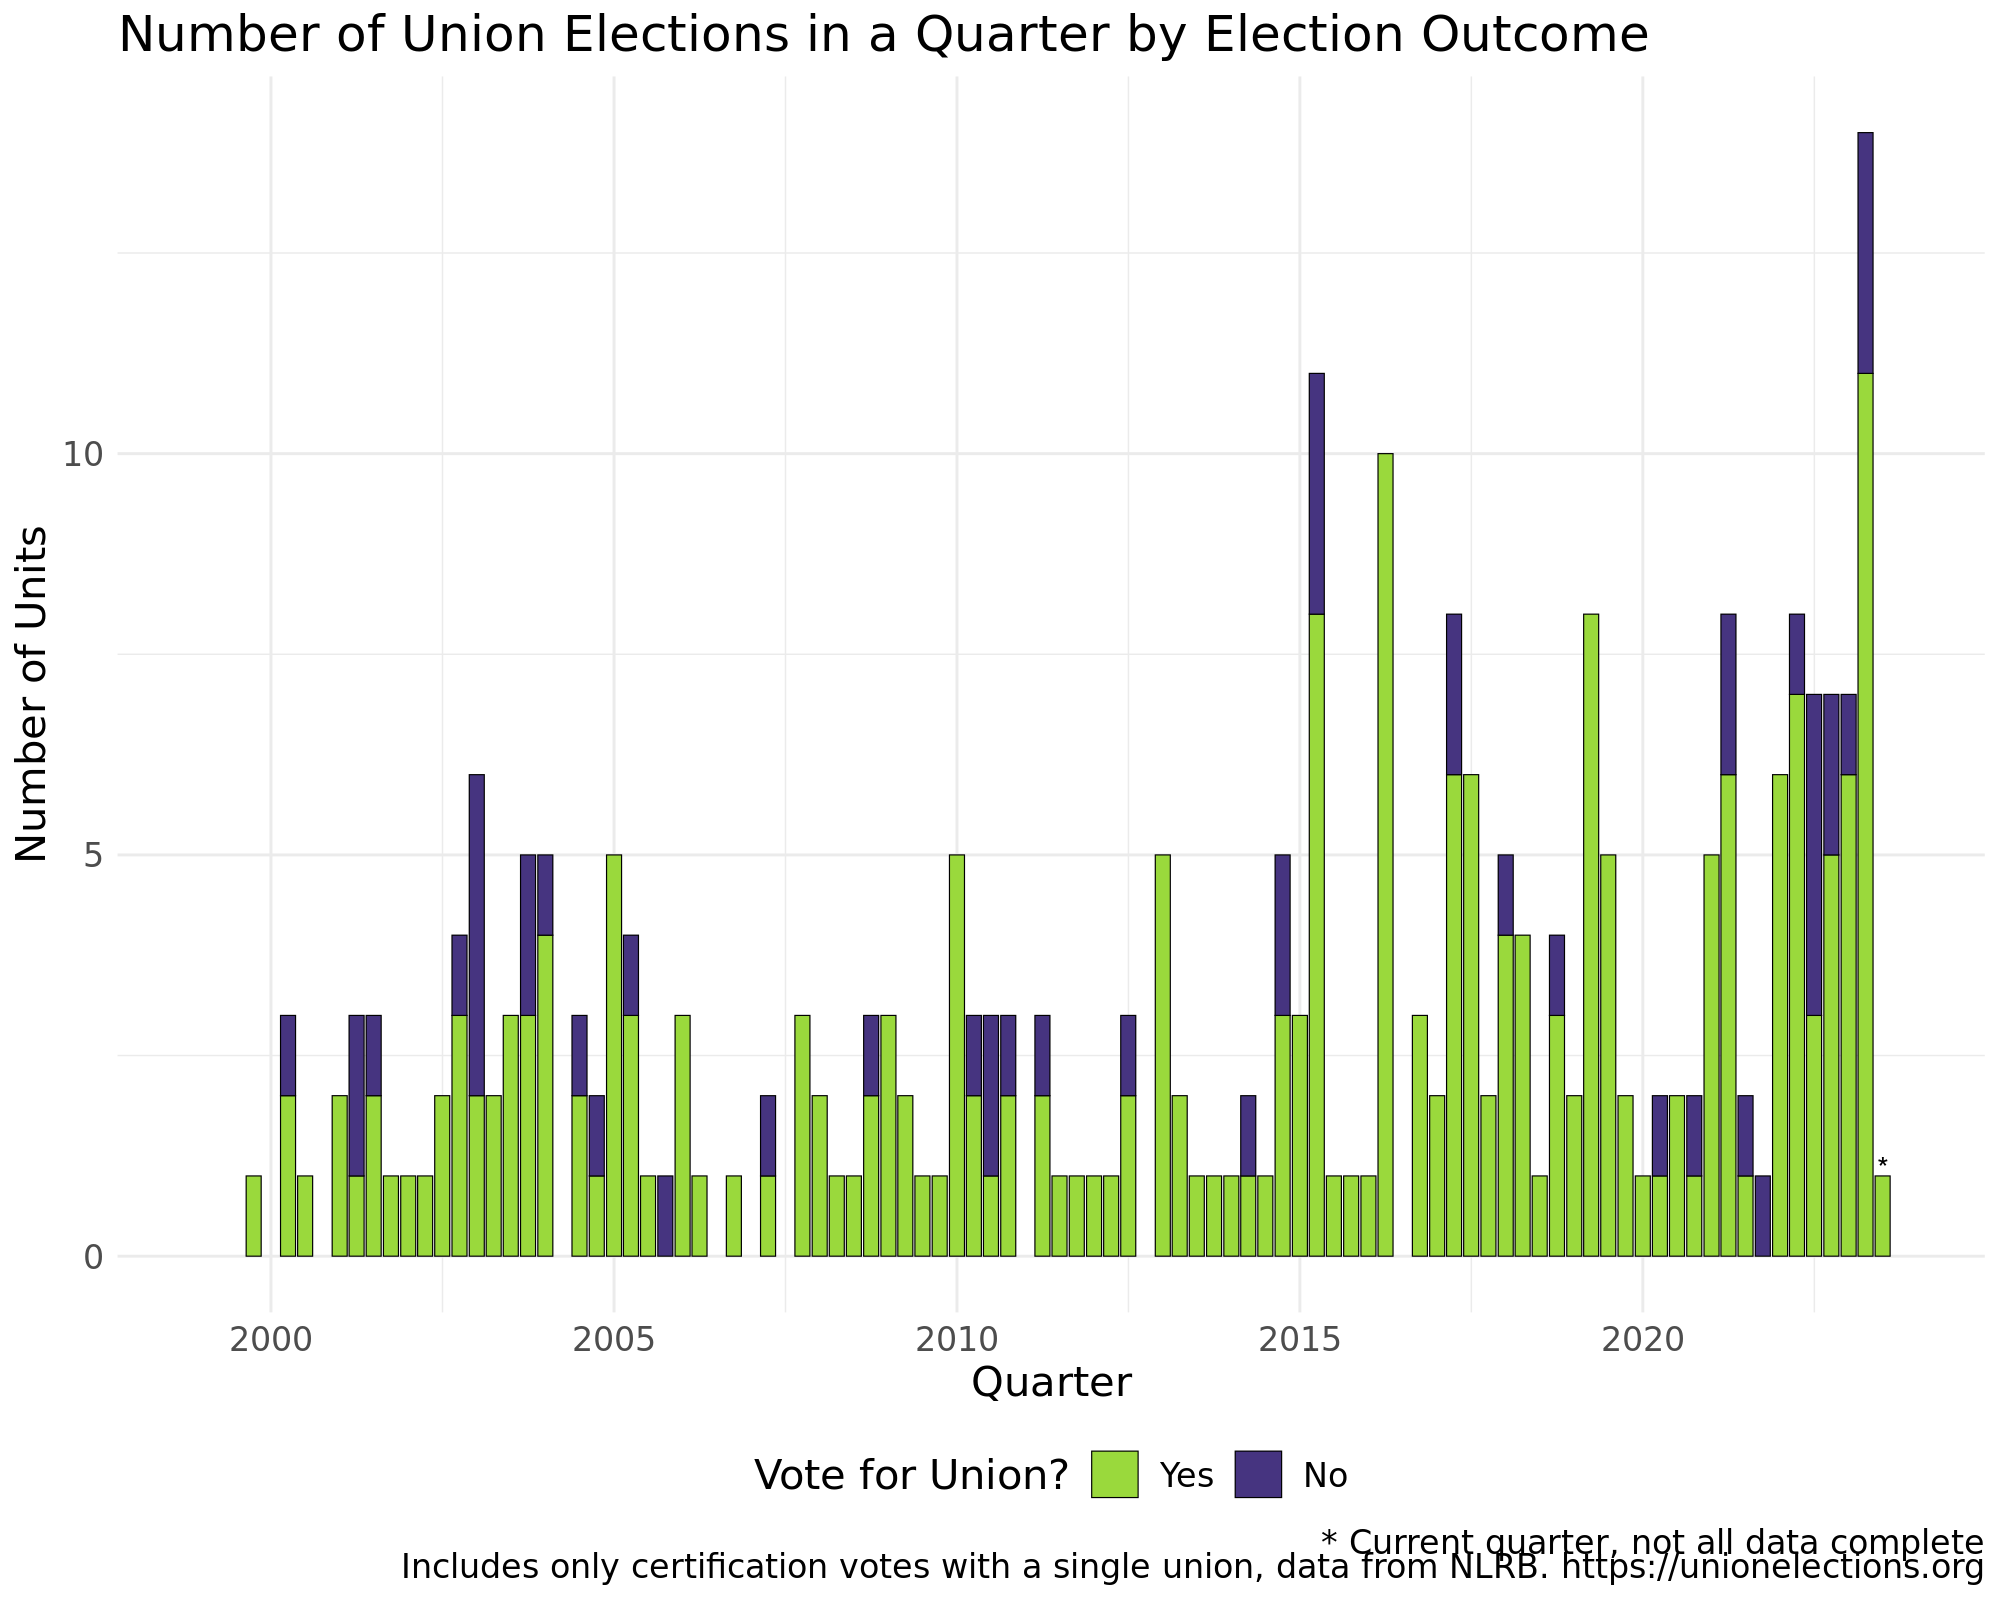 Number of Union Elections in a Quarter by Election Outcome
Number of Units
10
5
0
*
2000 2005 2010 2015 2020
Quarter
Vote for Union? Yes No
* Current quarter, not all data complete
Includes only certification votes with a single union, data from NLRB. https://unionelections.org